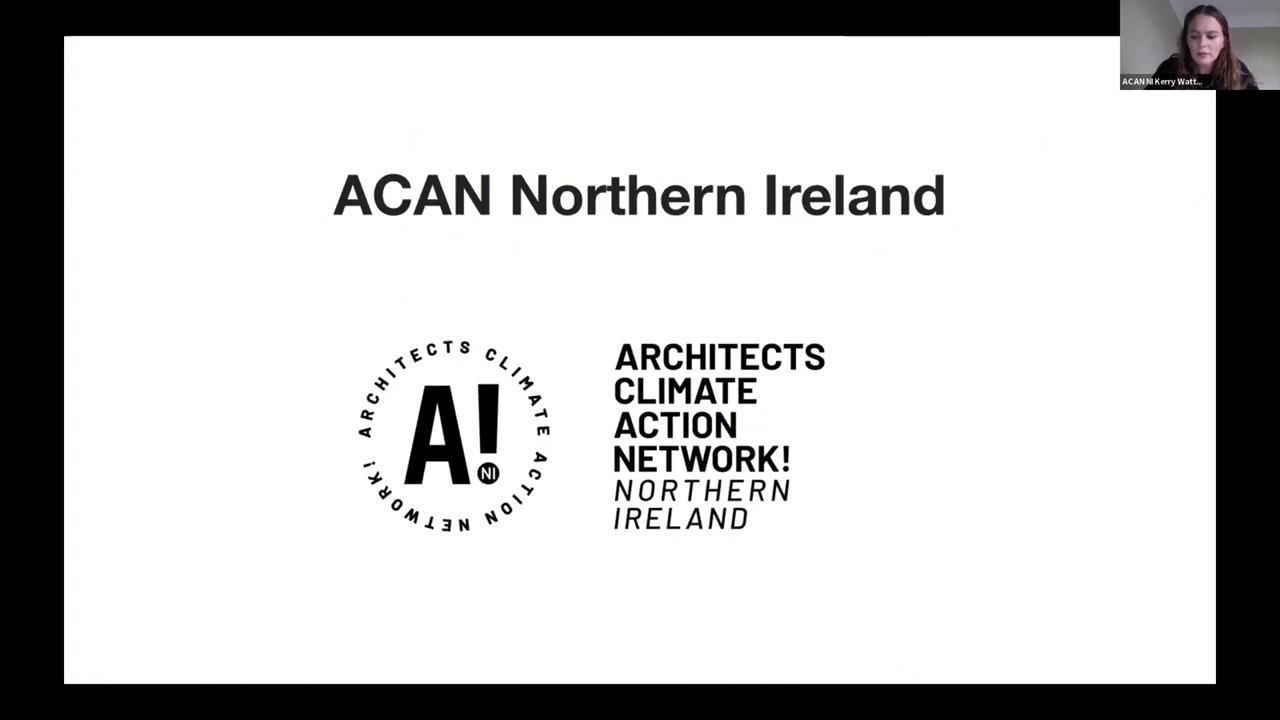 ACAN NI Kerry Watt...
ACAN Northern Ireland
ARCHITECTS CLIMATE ACTION NETWORK!
A!
NI
ARCHITECTS
CLIMATE
ACTION
NETWORK!
NORTHERN
IRELAND